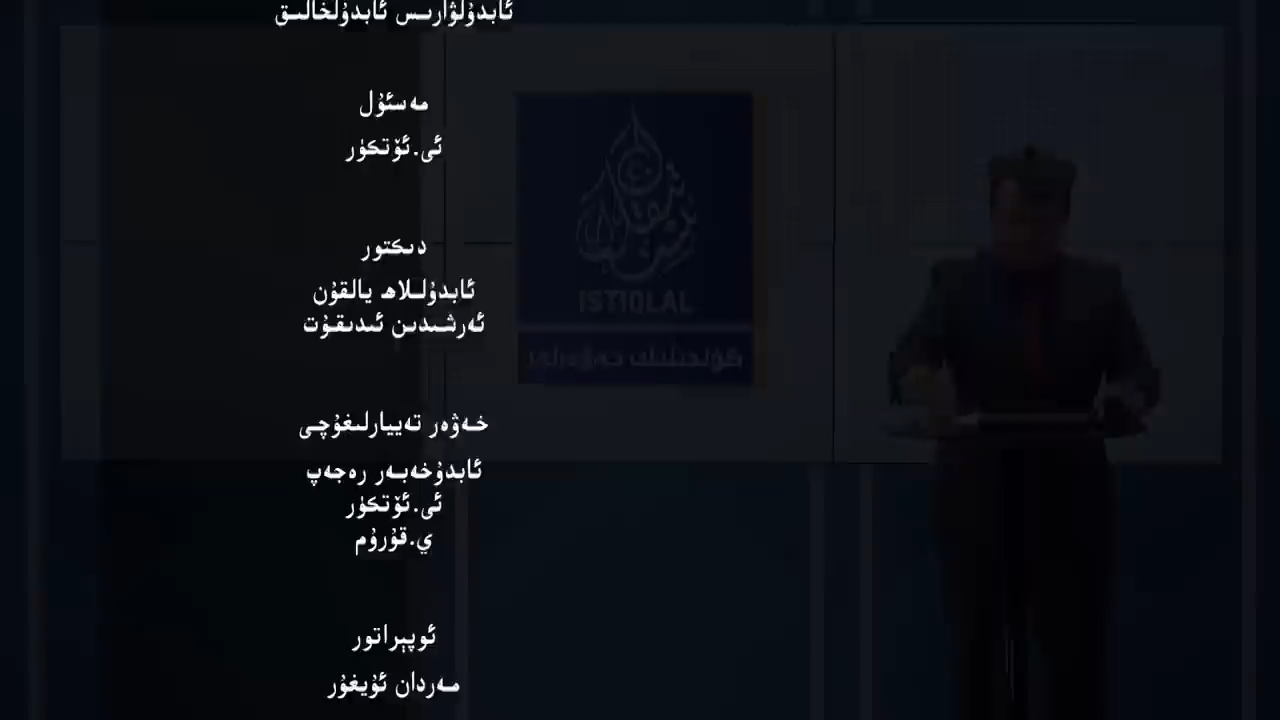 ئابدۇلۋارىس ئابدۇلخالىق
مەسئۇل
ئى.ئۆتكۈر
دىكتور
ئابدۇللاھ يالقۇن
ئەرشىدىن ئىدىقۇت
خەۋەر تەييارلىغۇچى
ئابدۇخەبەر رەجەپ
ئى.ئۆتكۈر
ي.قۇرۇم
ئوپېراتور
مەردان ئۇيغۇر
ISTIQLAL